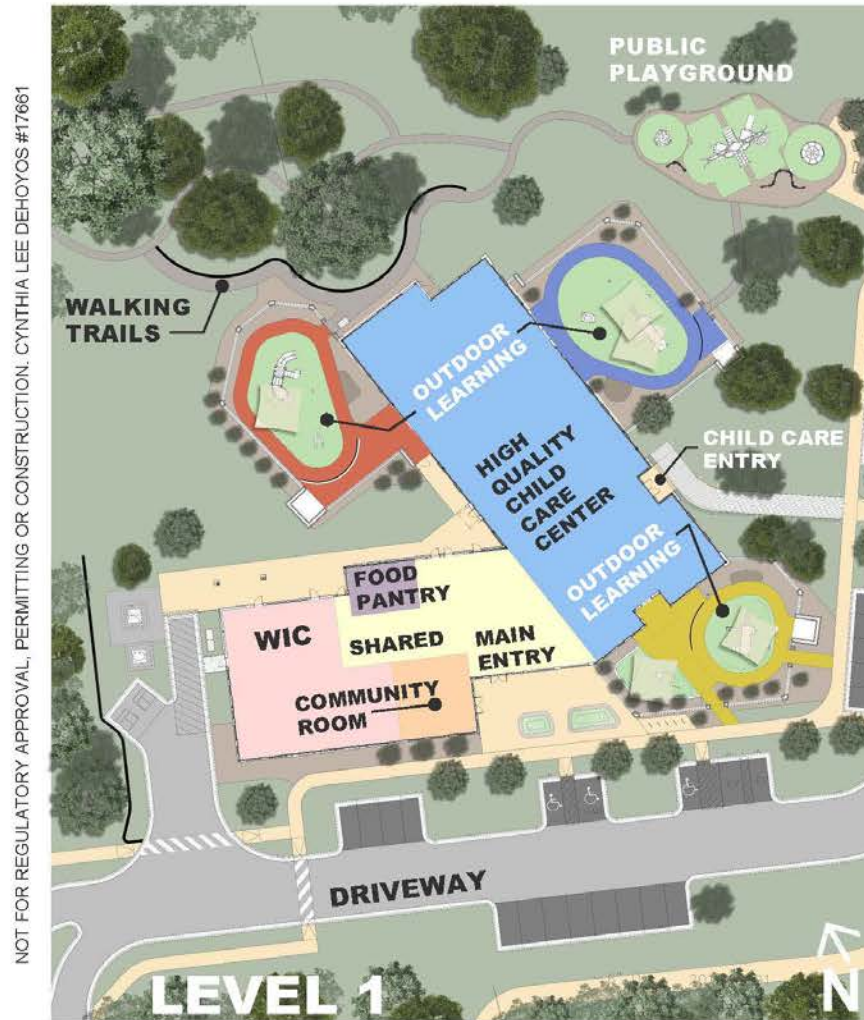 NOT FOR REGULATORY APPROVAL, PERMITTING OR CONSTRUCTION. CYNTHIA LEE DEHOYOS #17661
PUBLIC
PLAYGROUND
WALKING
TRAILS
OUTDOOR
LEARNING
HIGH
QUALITY
CHILD
CARE
CENTER
CHILD CARE
ENTRY
OUTDOOR
LEARNING
FOOD
PANTRY
WIC
SHARED
MAIN
ENTRY
COMMUNITY
ROOM
DRIVEWAY
LEVEL 1
N